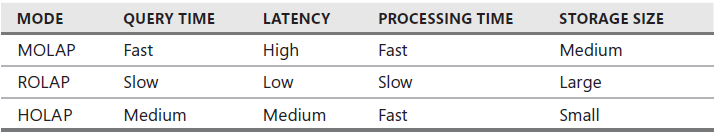 MODE QUERY TIME LATENCY PROCESSING TIME STORAGE SIZE
MOLAP Fast High Fast Medium
ROLAP Slow Low Slow Large
HOLAP Medium Medium Fast Small